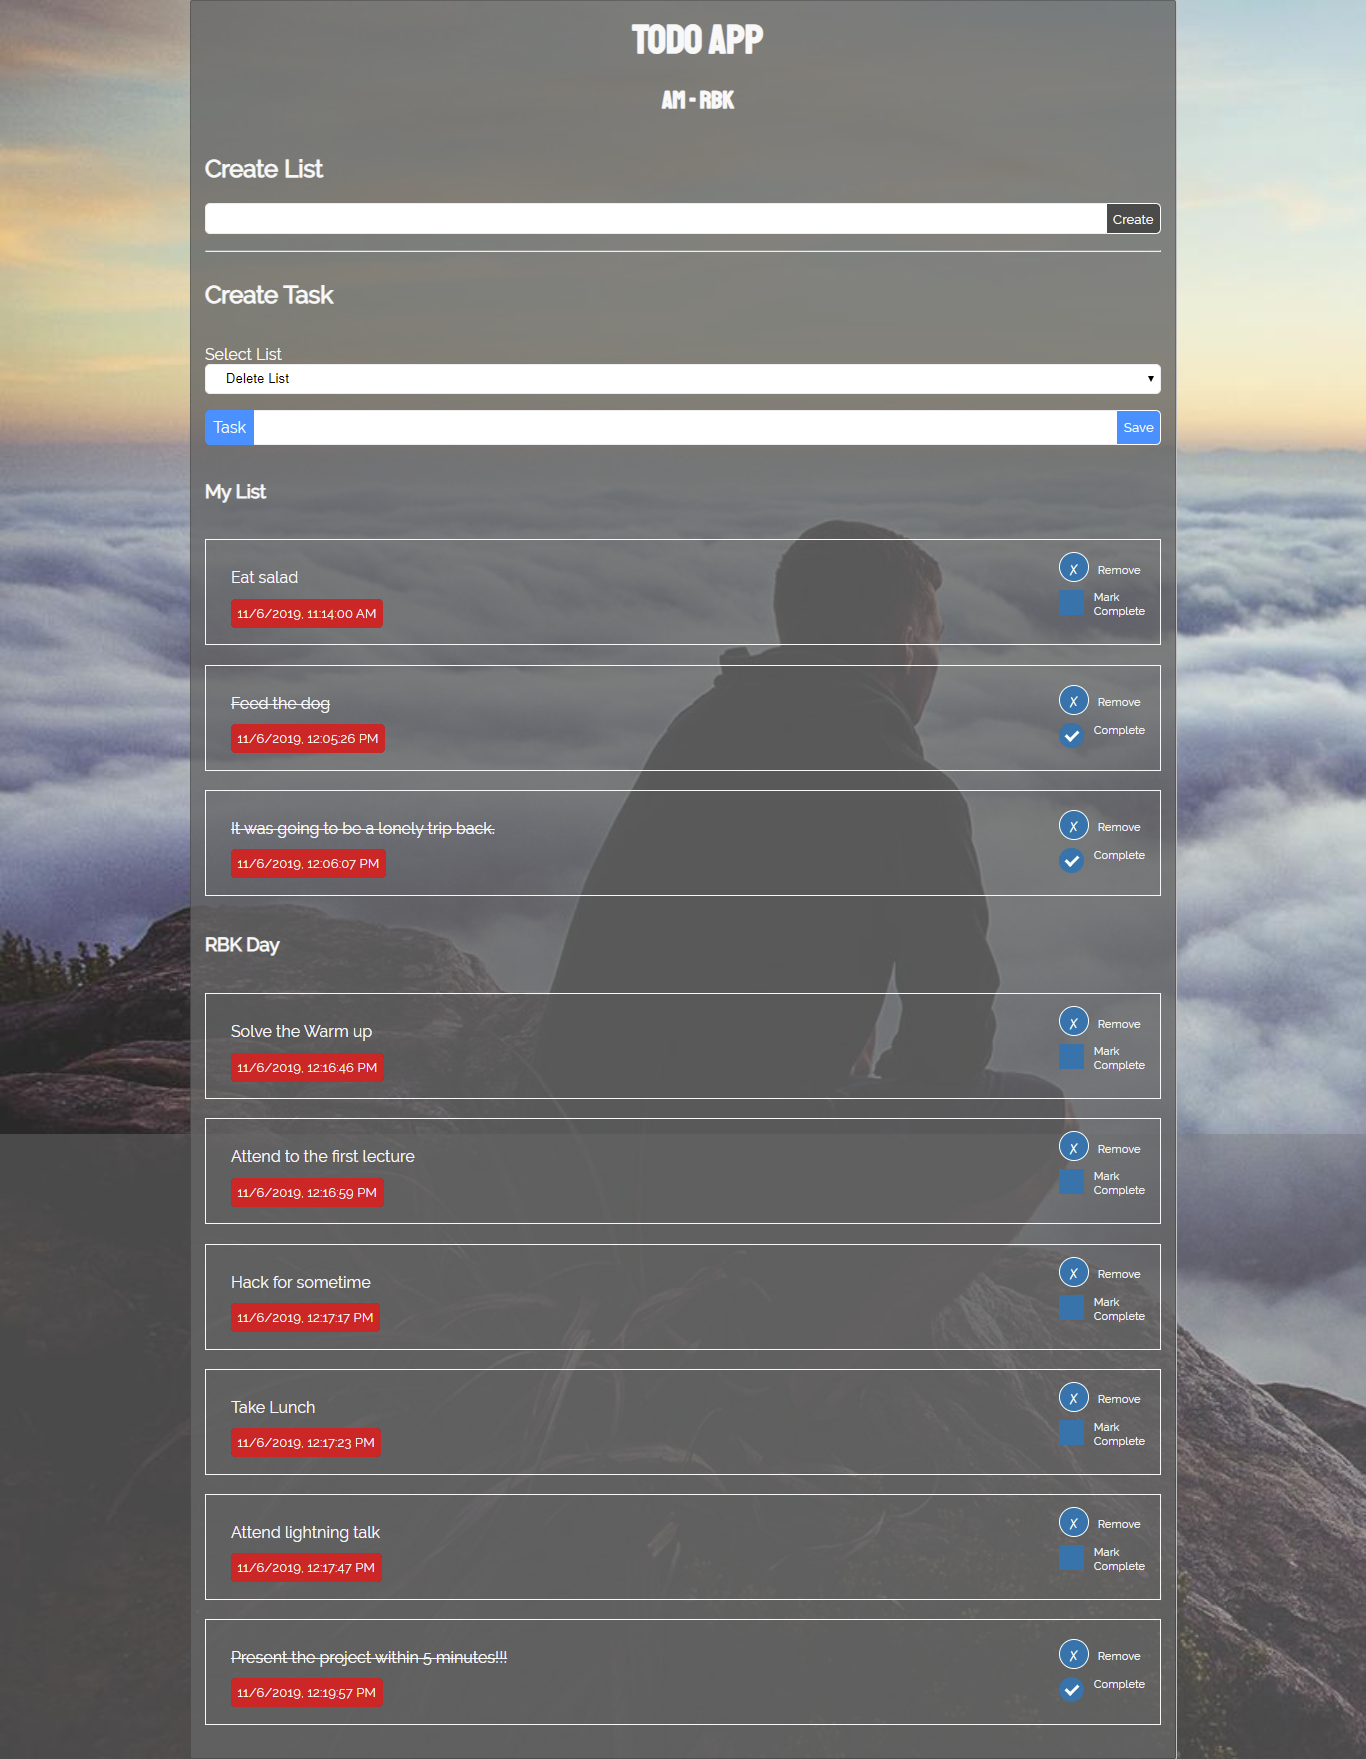 TODO APP
AM - RBK
Create List
Create
Create Task
Select List
Delete List
Task
Save
My List
Eat salad
11/6/2019, 11:14:00 AM
X Remove
Mark
Complete
Feed the dog
11/6/2019, 12:05:26 PM
X Remove
Complete
It was going to be a lonely trip back.
11/6/2019, 12:06:07 PM
X Remove
Complete
RBK Day
Solve the Warm up
11/6/2019, 12:16:46 PM
X Remove
Mark
Complete
Attend to the first lecture
11/6/2019, 12:16:59 PM
X Remove
Mark
Complete
Hack for sometime
11/6/2019, 12:17:17 PM
X Remove
Mark
Complete
Take Lunch
11/6/2019, 12:17:23 PM
X Remove
Mark
Complete
Attend lightning talk
11/6/2019, 12:17:47 PM
X Remove
Mark
Complete
Present the project within 5 minutes!!!
11/6/2019, 12:19:57 PM
X Remove
Complete